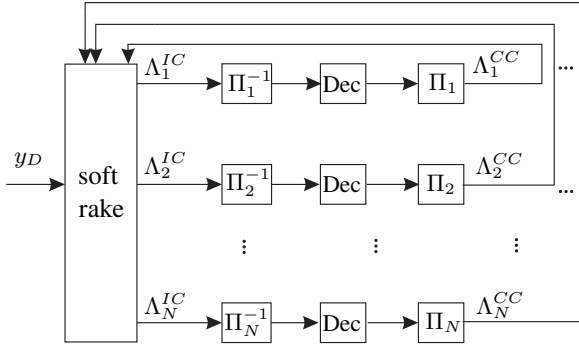 Λ_1^{IC} Π_1^{-1} Dec Π_1 Λ_1^{CC} ...
y_D soft rake
Λ_2^{IC} Π_2^{-1} Dec Π_2 Λ_2^{CC} ...
⋮ ⋮ ⋮
Λ_N^{IC} Π_N^{-1} Dec Π_N Λ_N^{CC}